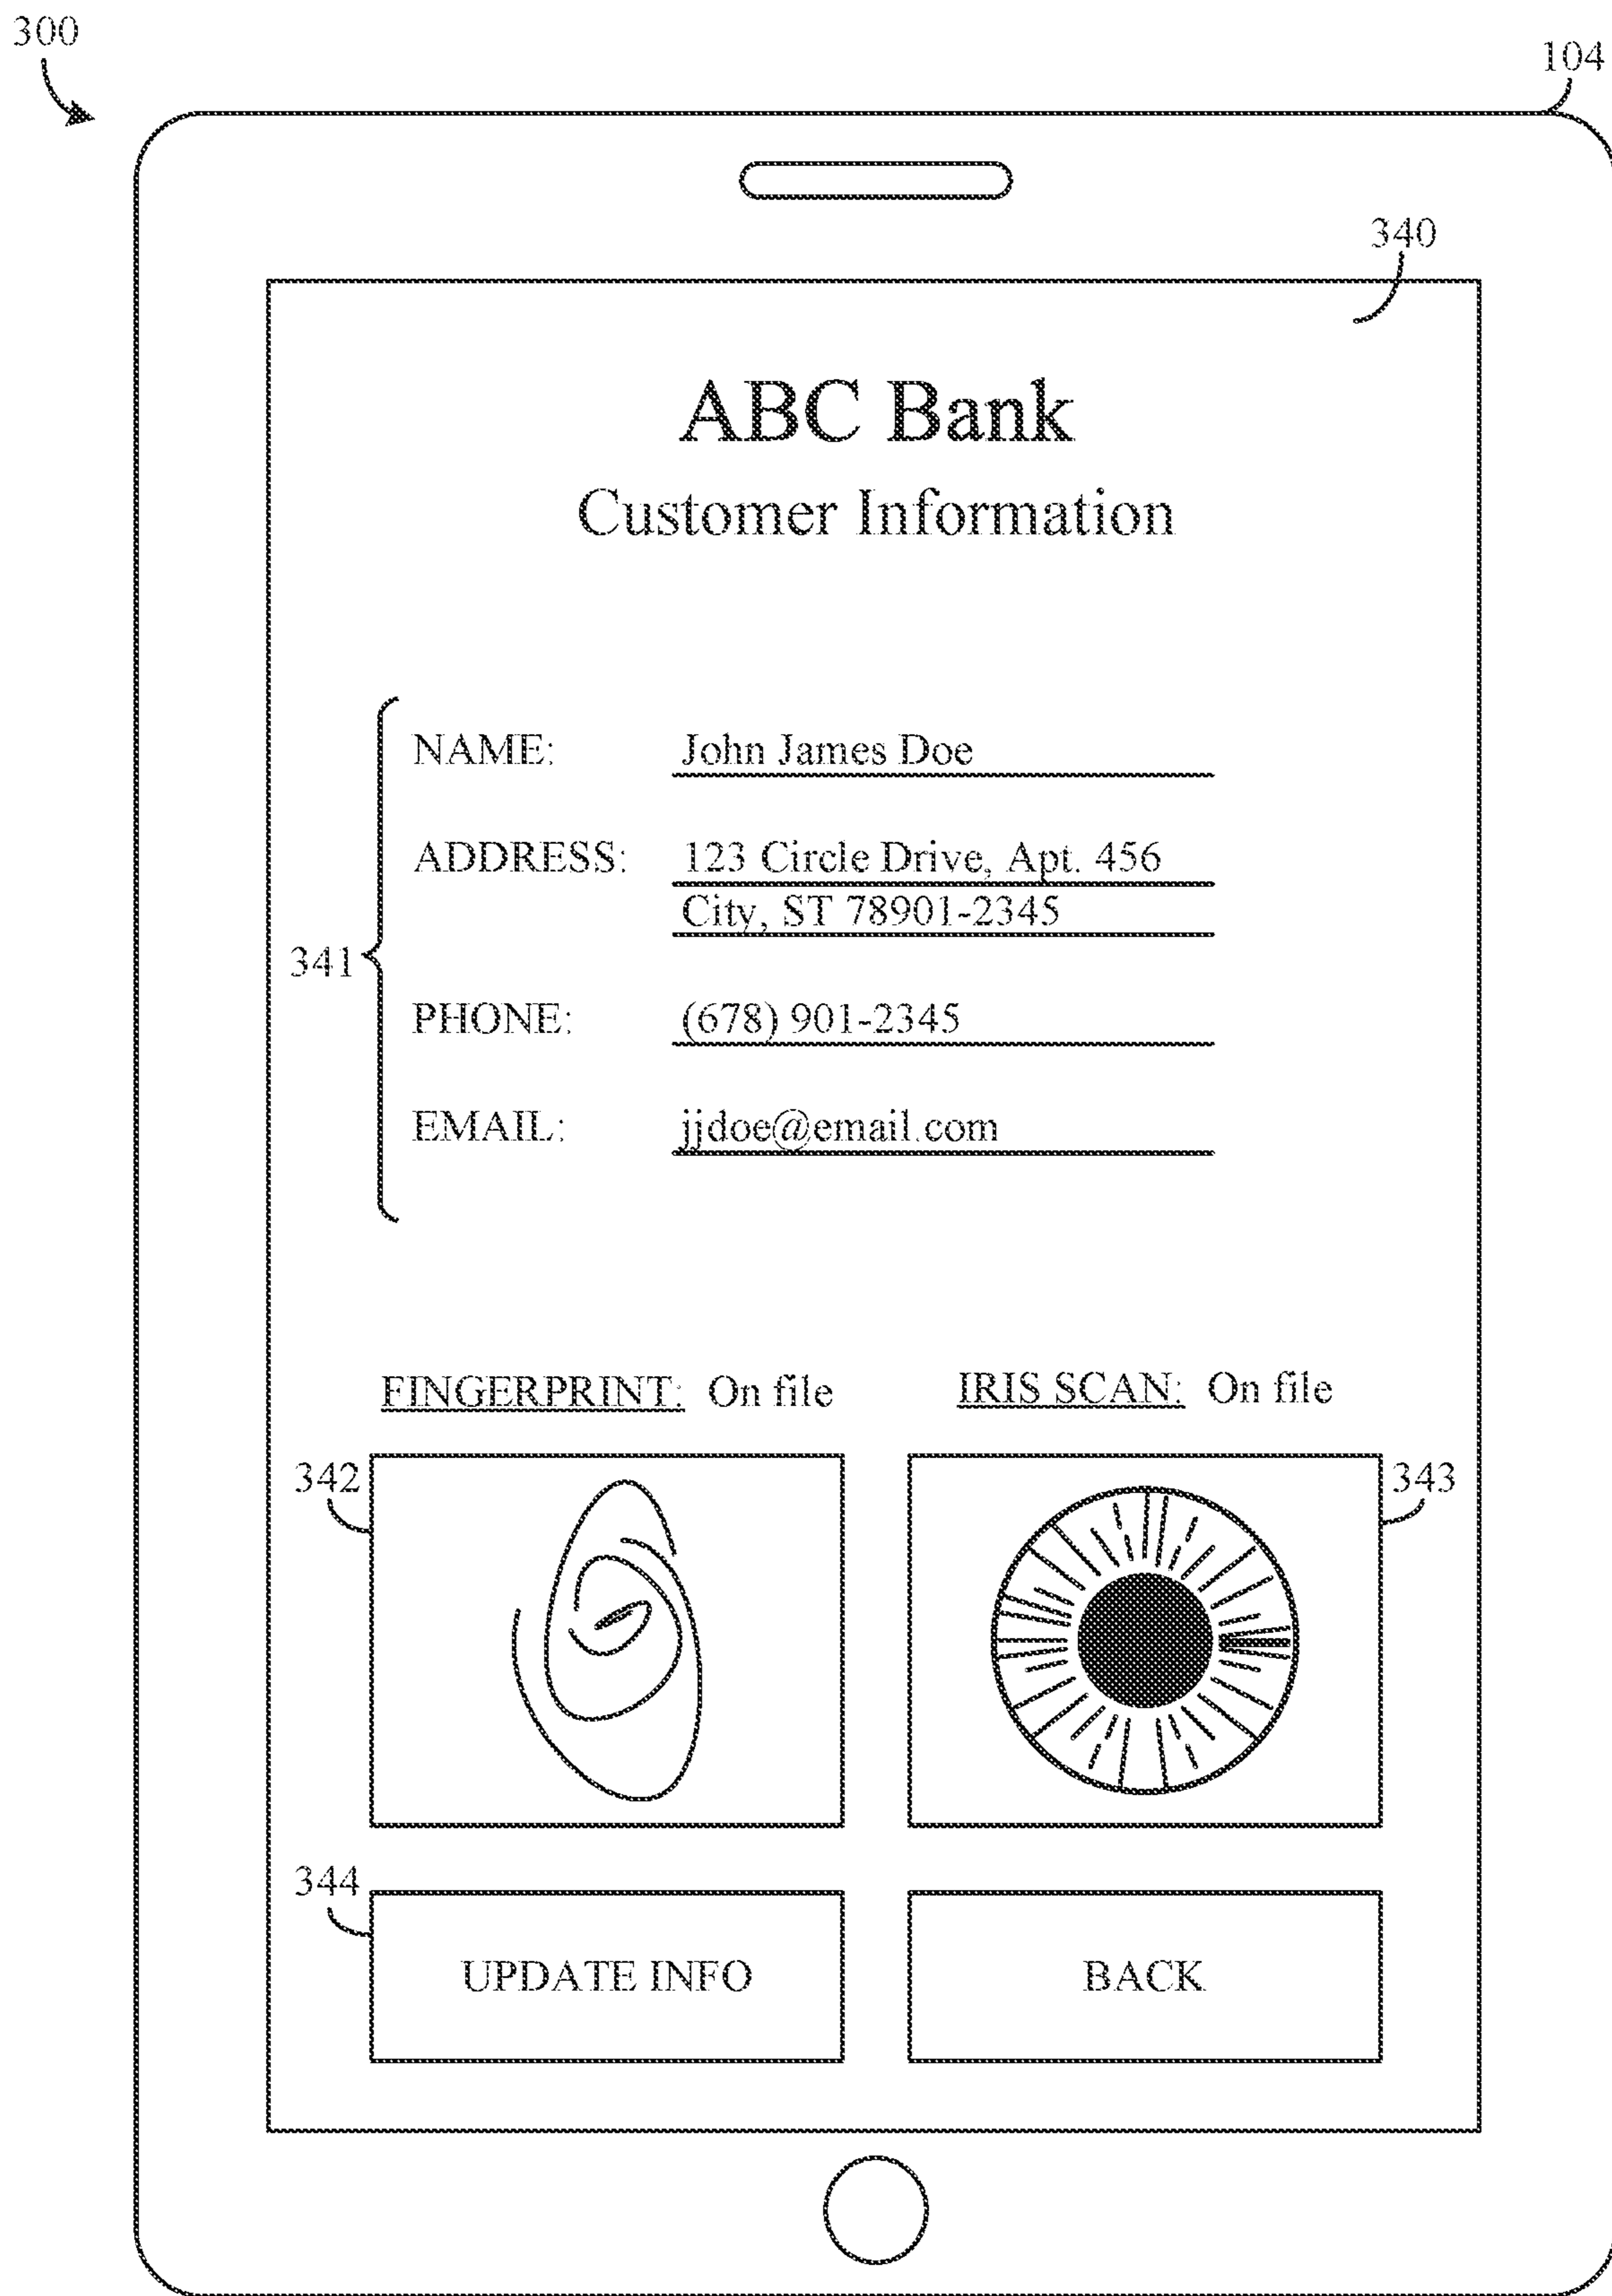 300
104
340
ABC Bank
Customer Information
NAME: John James Doe
ADDRESS: 123 Circle Drive, Apt. 456
City, ST 78901-2345
341
PHONE: (678) 901-2345
EMAIL: jjdoe@email.com
FINGERPRINT: On file IRIS SCAN: On file
342 343
344
UPDATE INFO BACK